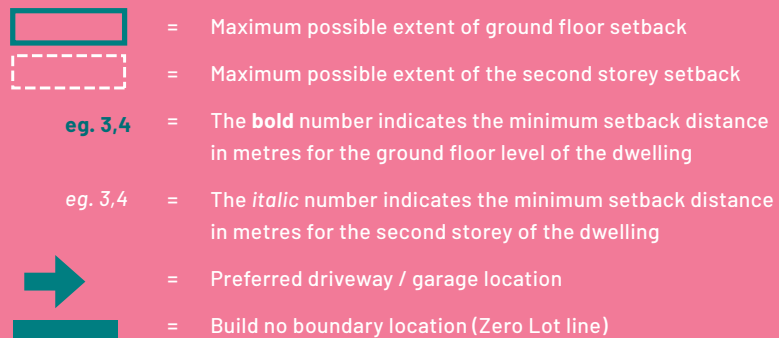 = Maximum possible extent of ground floor setback
= Maximum possible extent of the second storey setback
eg. 3,4 = The bold number indicates the minimum setback distance
in metres for the ground floor level of the dwelling
eg. 3,4 = The italic number indicates the minimum setback distance
in metres for the second storey of the dwelling
= Preferred driveway / garage location
= Build no boundary location (Zero Lot line)